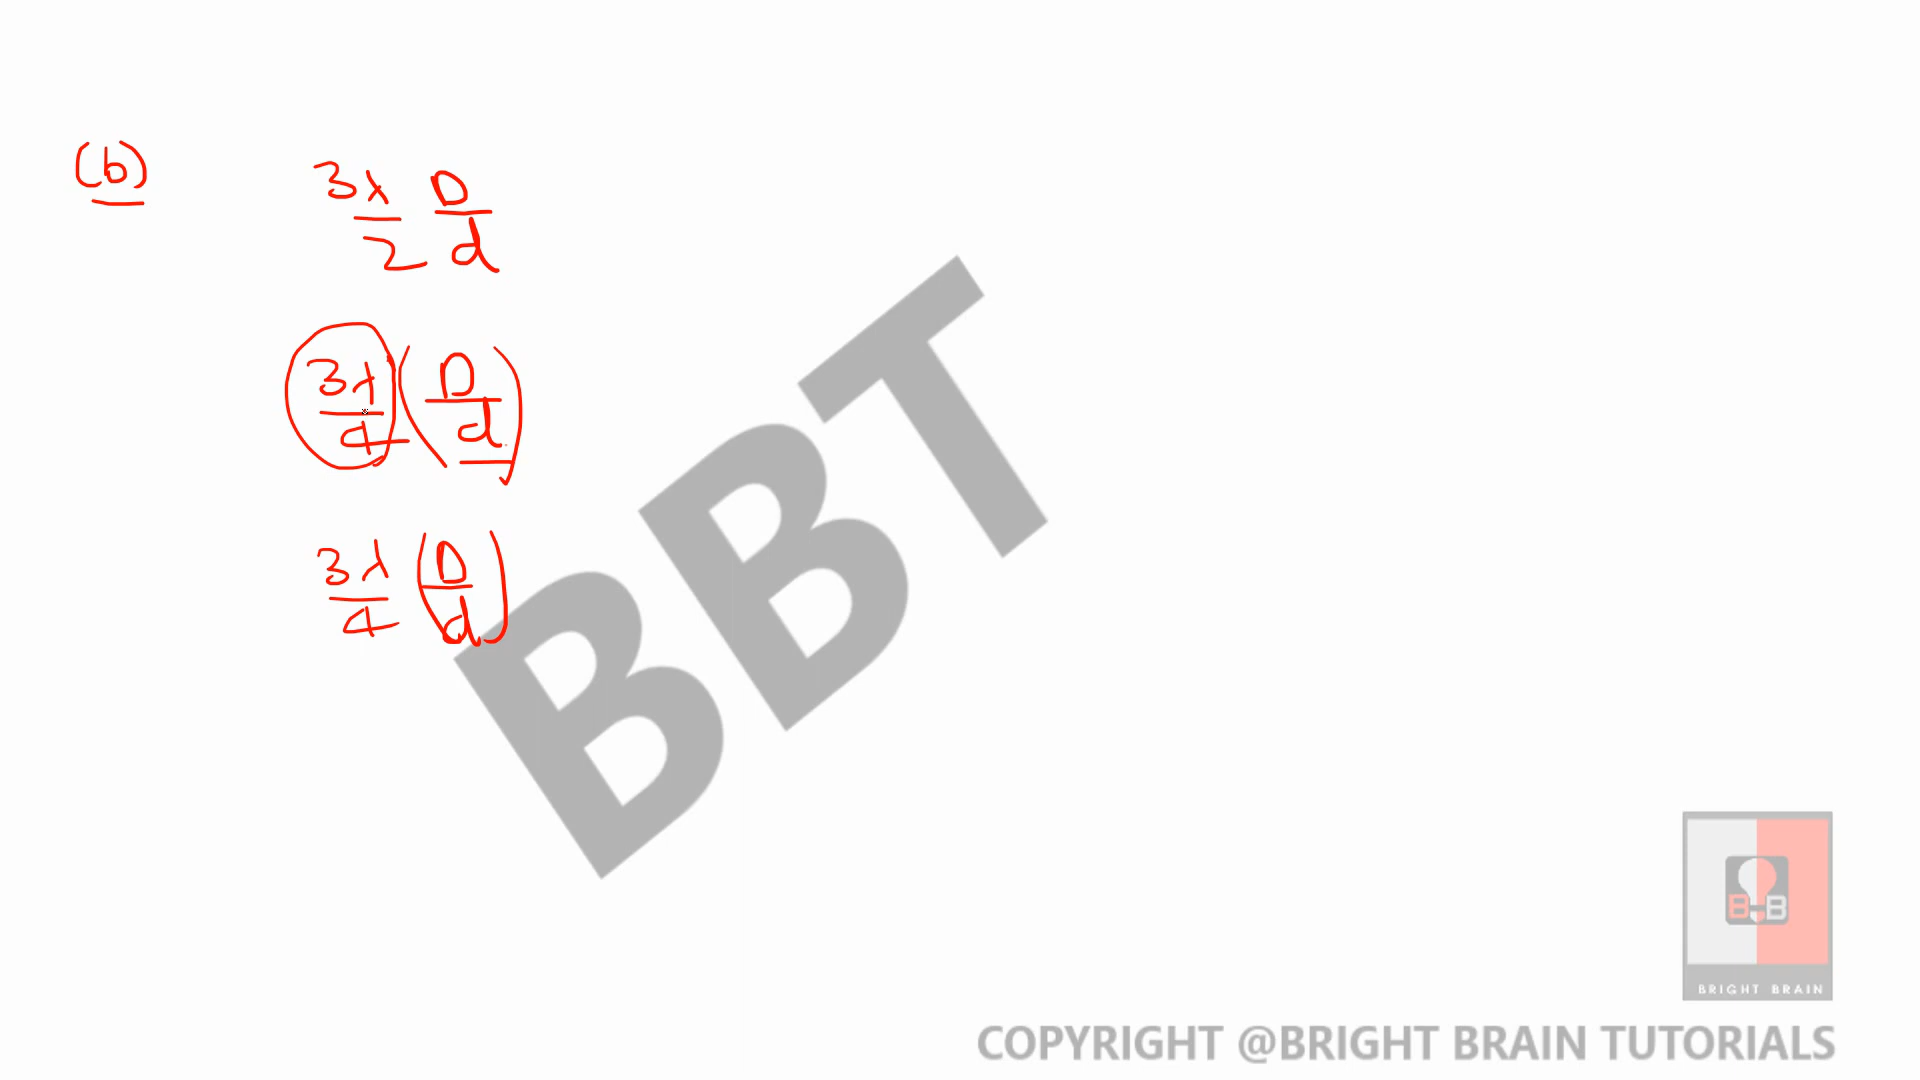 (b)
3λ/2 D/d
3λ/4 (D/d)
3λ/4 (D/d)
BBT
B B
BRIGHT BRAIN
COPYRIGHT @BRIGHT BRAIN TUTORIALS